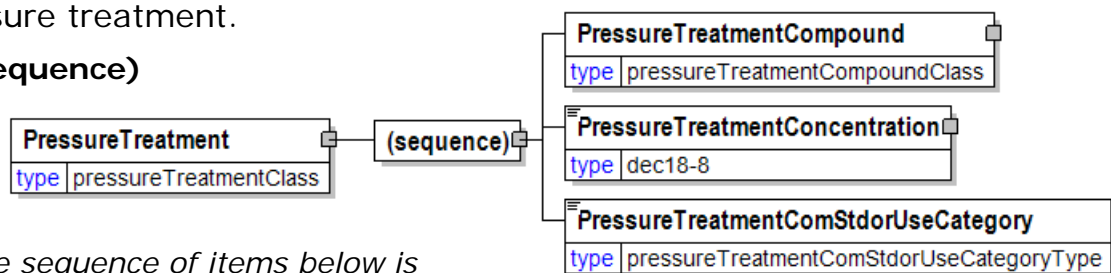 sure treatment.
equence)
PressureTreatment
type pressureTreatmentClass
(sequence)
PressureTreatmentCompound
type pressureTreatmentCompoundClass
PressureTreatmentConcentration
type dec18-8
PressureTreatmentComStdorUseCategory
type pressureTreatmentComStdorUseCategoryType
e sequence of items below is